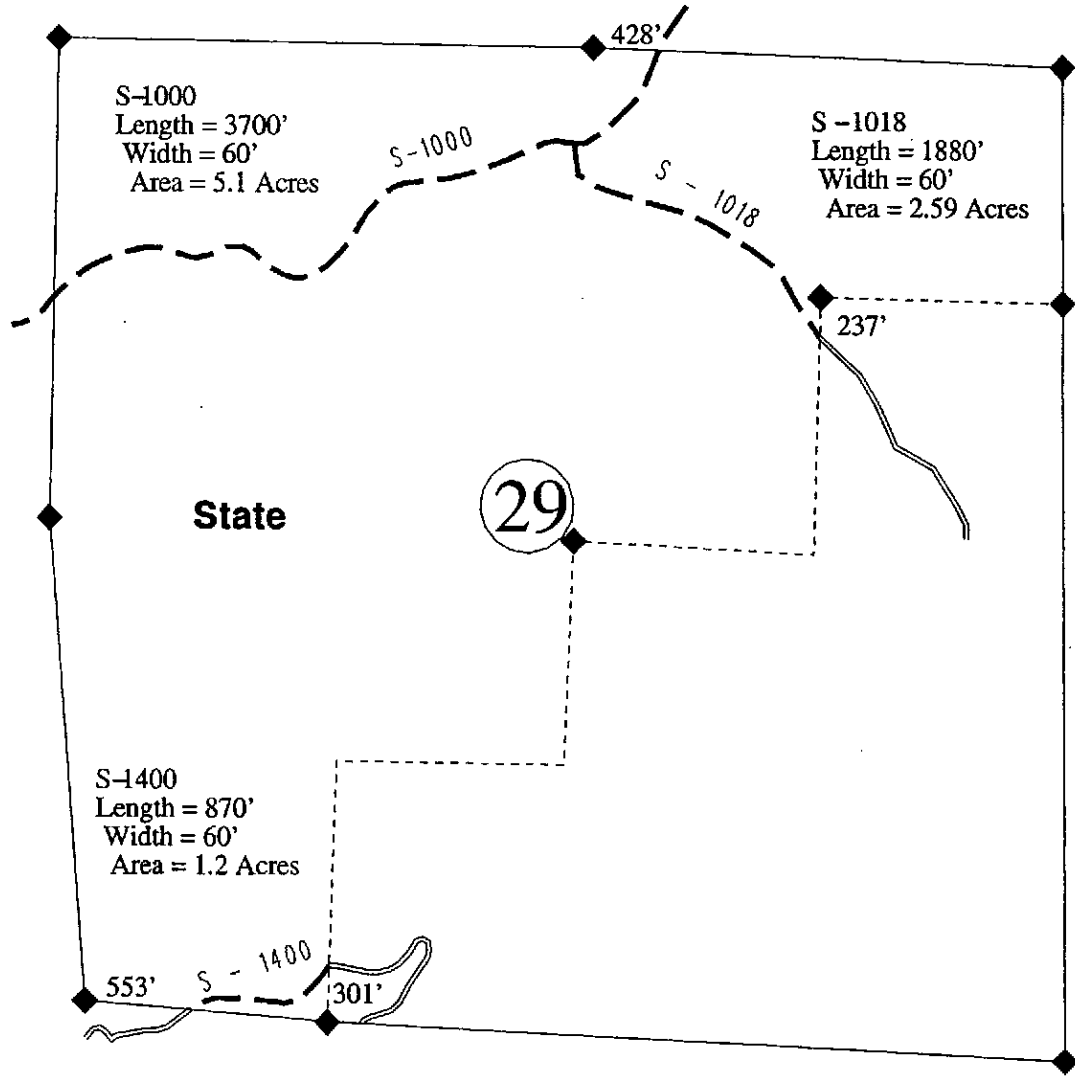 428'
S-1000
Length = 3700'
Width = 60'
Area = 5.1 Acres
S-1000
S -1018
Length = 1880'
Width = 60'
Area = 2.59 Acres
S - 1018
237'
State
29
S-1400
Length = 870'
Width = 60'
Area = 1.2 Acres
S - 1400
553'
301'